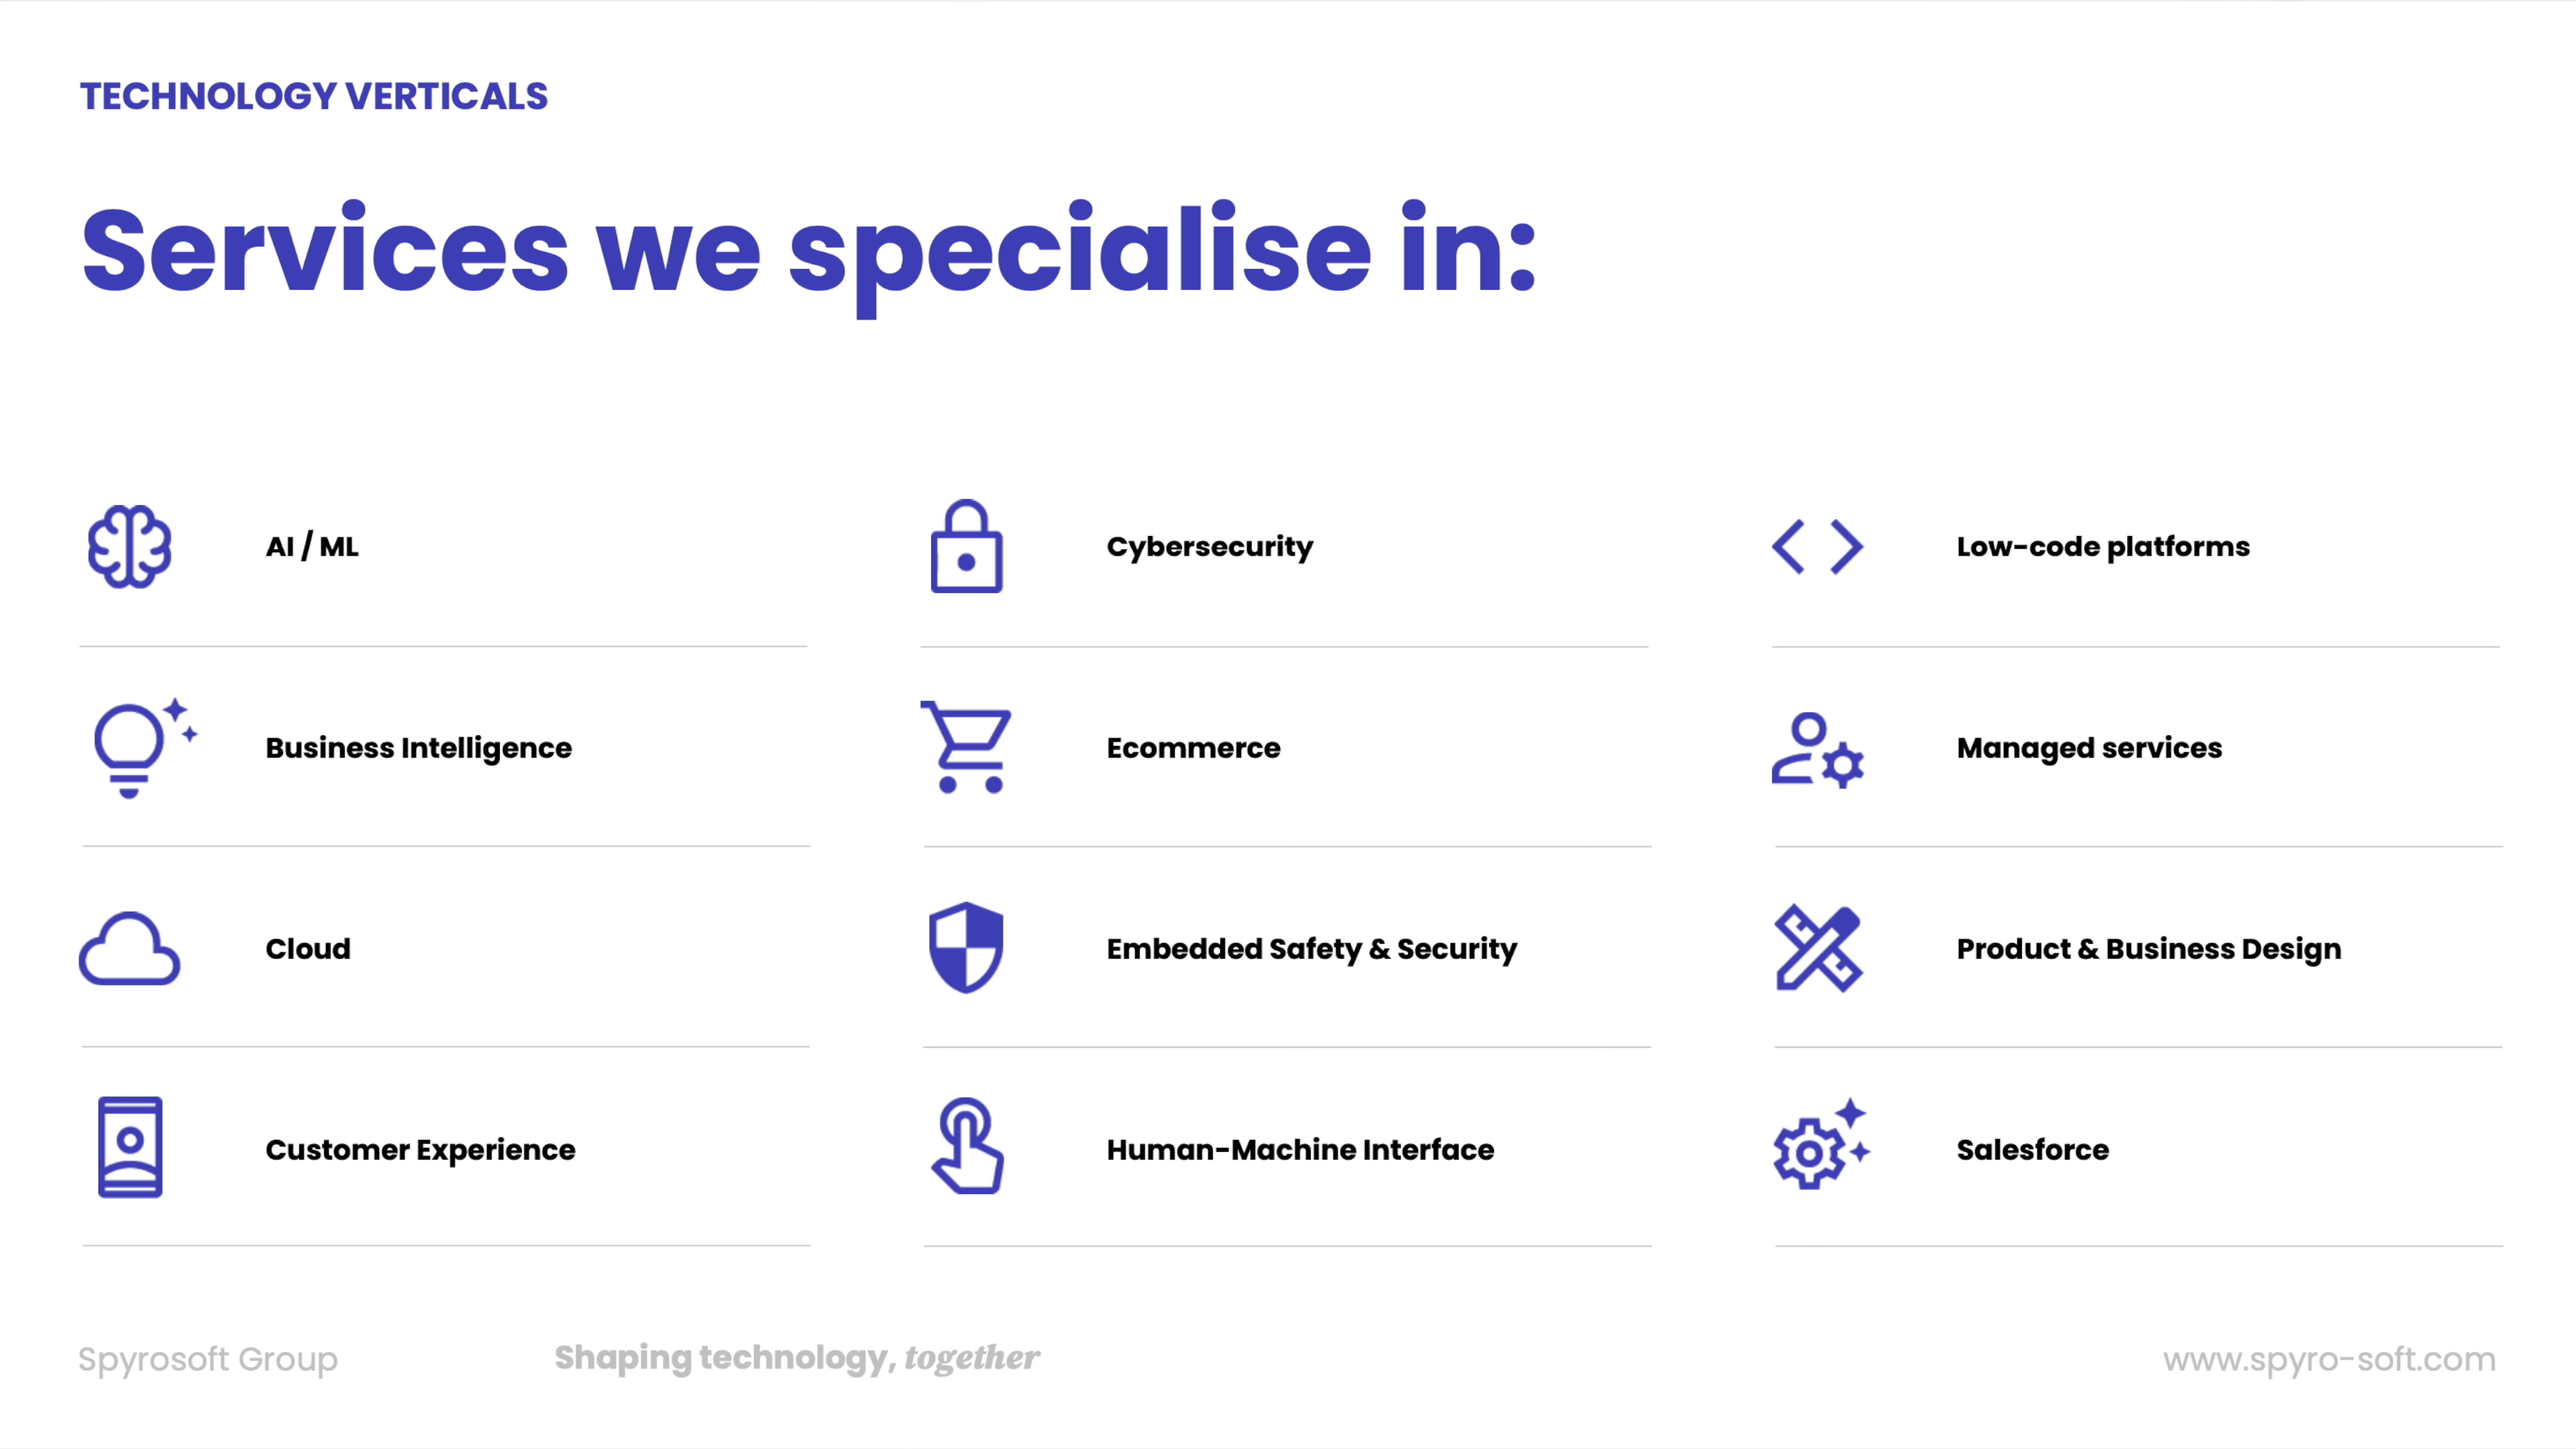 TECHNOLOGY VERTICALS
Services we specialise in:
AI / ML
Cybersecurity
Low-code platforms
Business Intelligence
Ecommerce
Managed services
Cloud
Embedded Safety & Security
Product & Business Design
Customer Experience
Human-Machine Interface
Salesforce
Spyrosoft Group
Shaping technology, together
www.spyro-soft.com